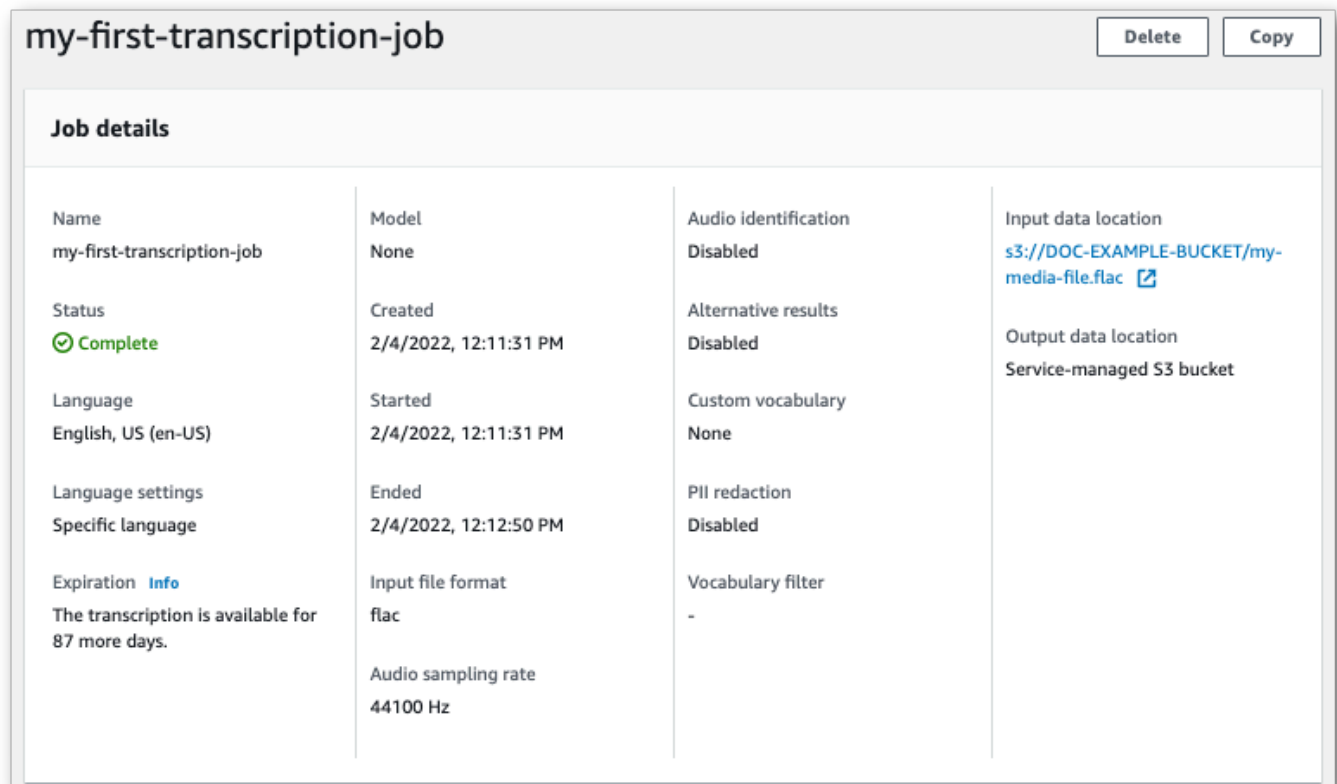 my-first-transcription-job
Delete
Copy
Job details
Name
my-first-transcription-job
Status
Complete
Language
English, US (en-US)
Language settings
Specific language
Expiration Info
The transcription is available for
87 more days.
Model
None
Created
2/4/2022, 12:11:31 PM
Started
2/4/2022, 12:11:31 PM
Ended
2/4/2022, 12:12:50 PM
Input file format
flac
Audio sampling rate
44100 Hz
Audio identification
Disabled
Alternative results
Disabled
Custom vocabulary
None
PII redaction
Disabled
Vocabulary filter
-
Input data location
s3://DOC-EXAMPLE-BUCKET/my-
media-file.flac
Output data location
Service-managed S3 bucket